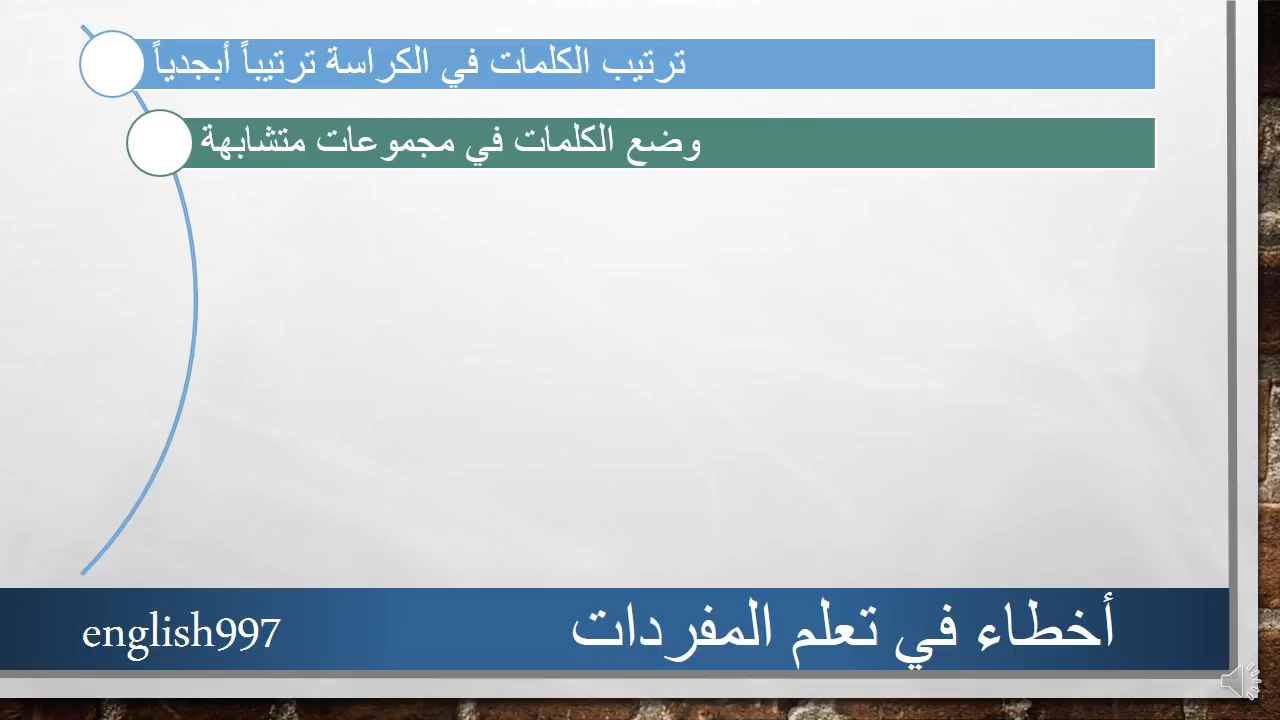 ترتيب الكلمات في الكراسة ترتيباً أبجدياً
وضع الكلمات في مجموعات متشابهة
أخطاء في تعلم المفردات
english997